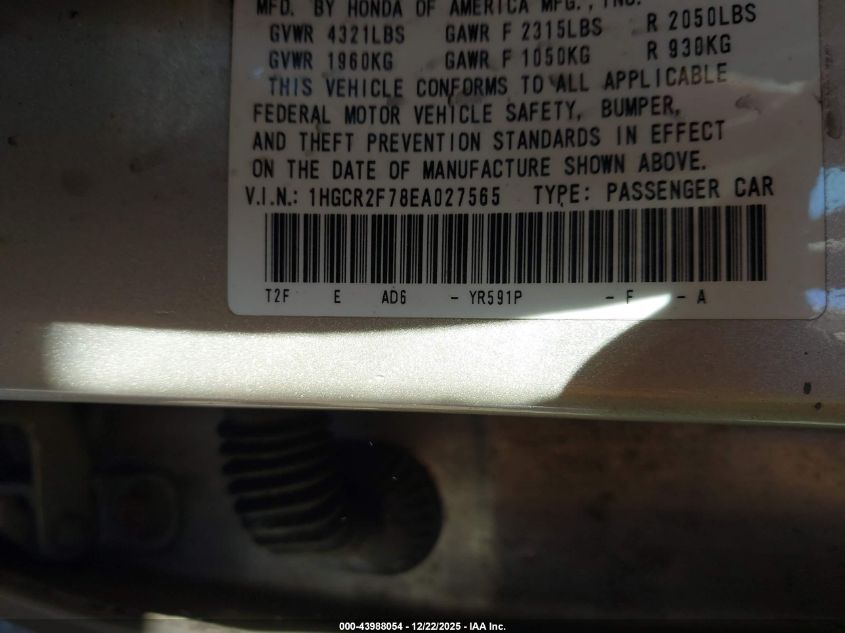 MFD. BY HONDA OF AMERICA MFG., INC.
GVWR 4321LBS GAWR F 2315LBS R 2050LBS
GVWR 1960KG GAWR F 1050KG R 930KG
THIS VEHICLE CONFORMS TO ALL APPLICABLE
FEDERAL MOTOR VEHICLE SAFETY, BUMPER,
AND THEFT PREVENTION STANDARDS IN EFFECT
ON THE DATE OF MANUFACTURE SHOWN ABOVE.
V.I.N.: 1HGCR2F78EA027565 TYPE: PASSENGER CAR
T2F E AD6 - YR591P - F - A
000-43988054 - 12/22/2025 - IAA Inc.